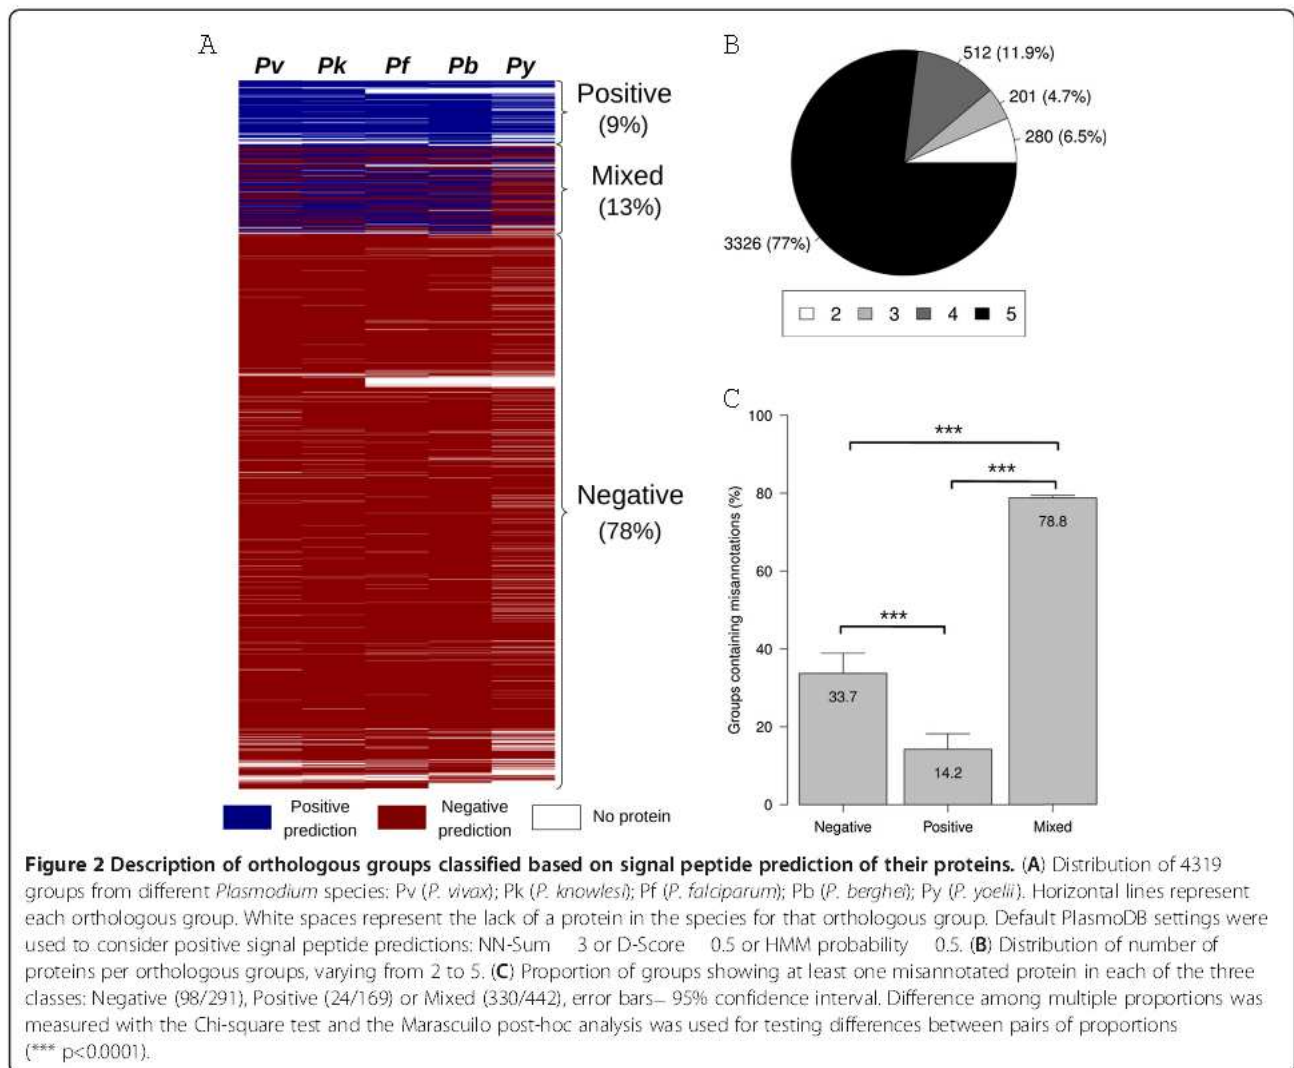 A
Pv Pk Pf Pb Py
Positive
(9%)
Mixed
(13%)
Negative
(78%)
Positive
prediction
Negative
prediction
No protein
B
512 (11.9%)
201 (4.7%)
280 (6.5%)
3326 (77%)
2 3 4 5
C
Groups containing misannotations (%)
100
80
60
40
20
0
***
***
***
33.7
14.2
78.8
Negative Positive Mixed
Figure 2 Description of orthologous groups classified based on signal peptide prediction of their proteins. (A) Distribution of 4319
groups from different Plasmodium species: Pv (P. vivax); Pk (P. knowlesi); Pf (P. falciparum); Pb (P. berghei); Py (P. yoelii). Horizontal lines represent
each orthologous group. White spaces represent the lack of a protein in the species for that orthologous group. Default PlasmoDB settings were
used to consider positive signal peptide predictions: NN-Sum 3 or D-Score 0.5 or HMM probability 0.5. (B) Distribution of number of
proteins per orthologous groups, varying from 2 to 5. (C) Proportion of groups showing at least one misannotated protein in each of the three
classes: Negative (98/291), Positive (24/169) or Mixed (330/442), error bars– 95% confidence interval. Difference among multiple proportions was
measured with the Chi-square test and the Marascuilo post-hoc analysis was used for testing differences between pairs of proportions
(*** p<0.0001).